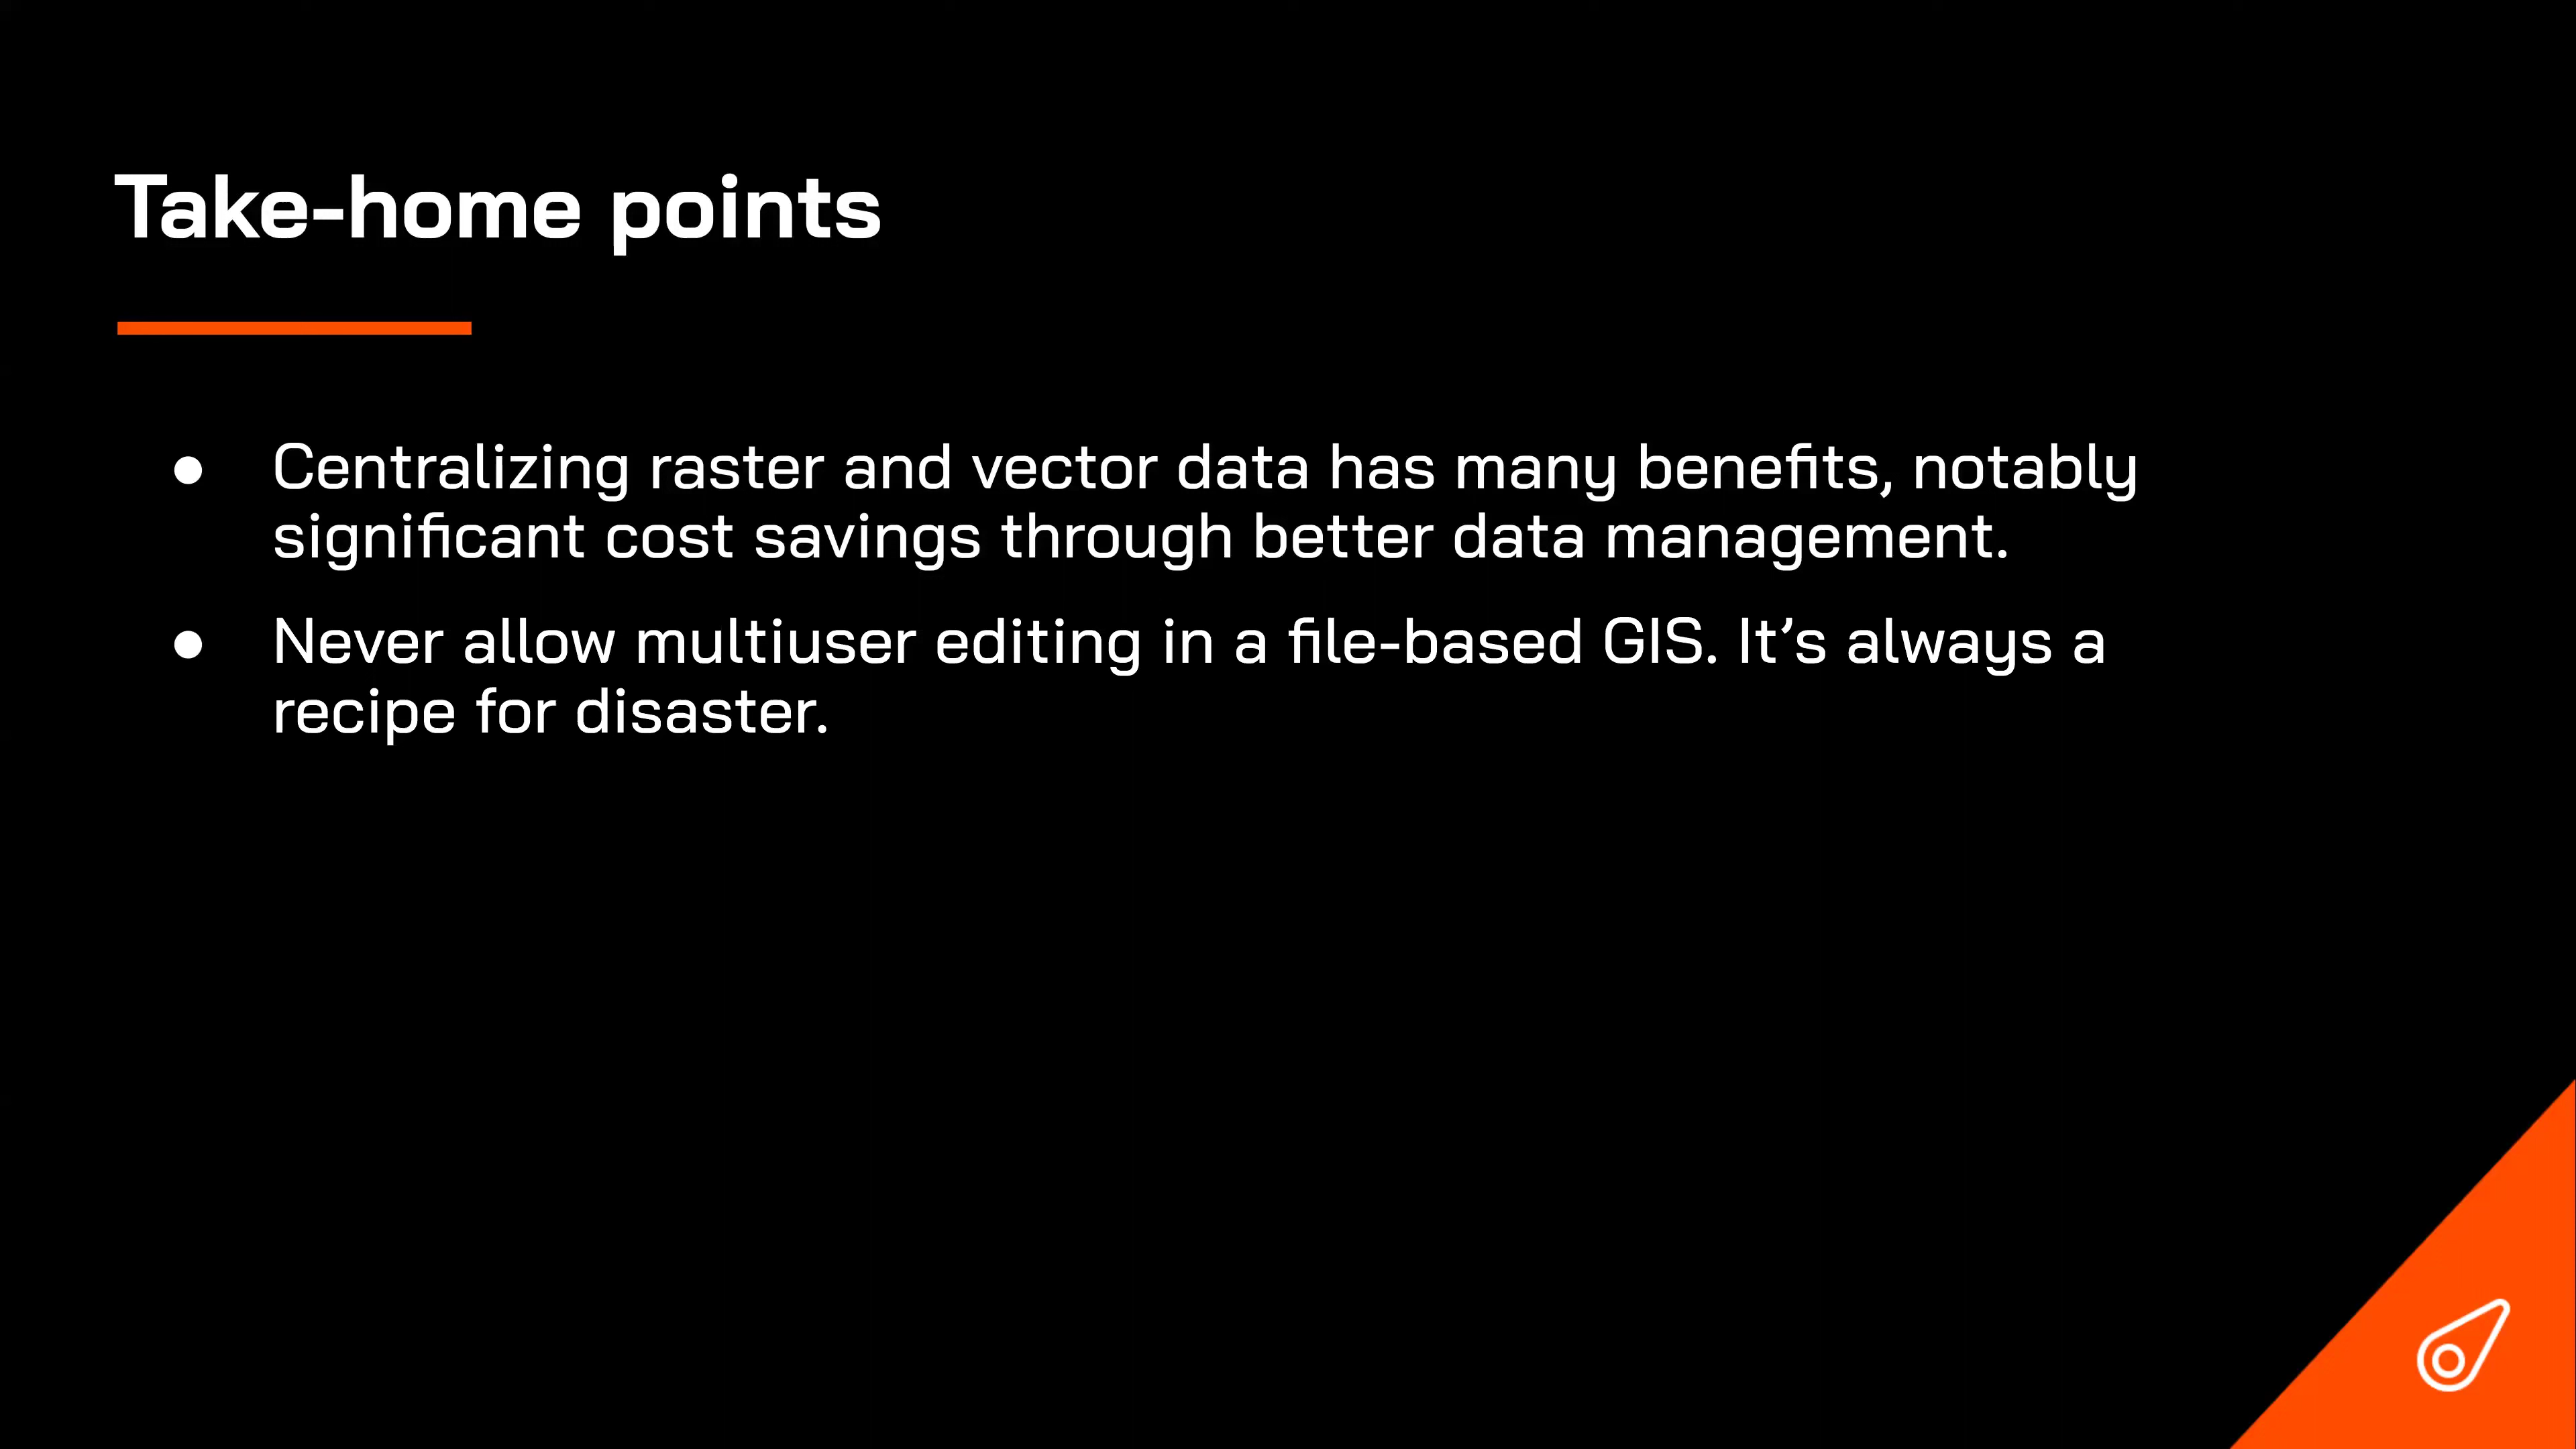 Take-home points
● Centralizing raster and vector data has many benefits, notably
significant cost savings through better data management.
● Never allow multiuser editing in a file-based GIS. It’s always a
recipe for disaster.